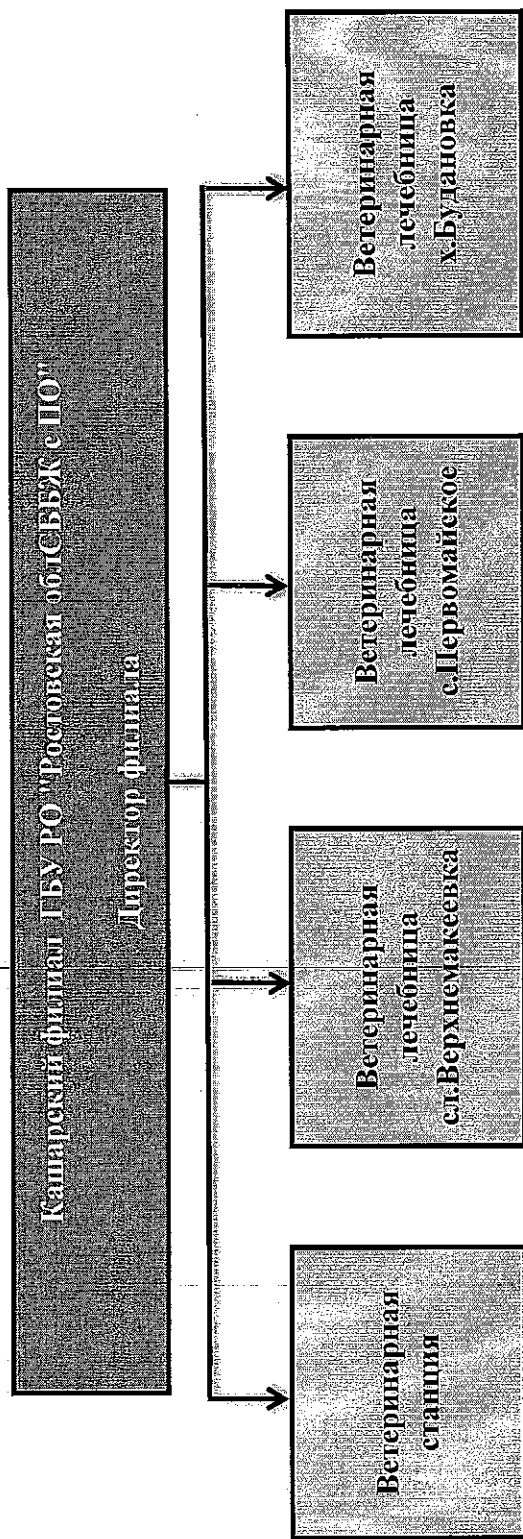 Кашарский филиал ГБУ РО "Ростовская облСББЖ с ПО"
Директор филиала
Ветеринарная
станция
Ветеринарная
лечебница
сл.Верхнемакеевка
Ветеринарная
лечебница
с.Первомайское
Ветеринарная
лечебница
х.Будановка